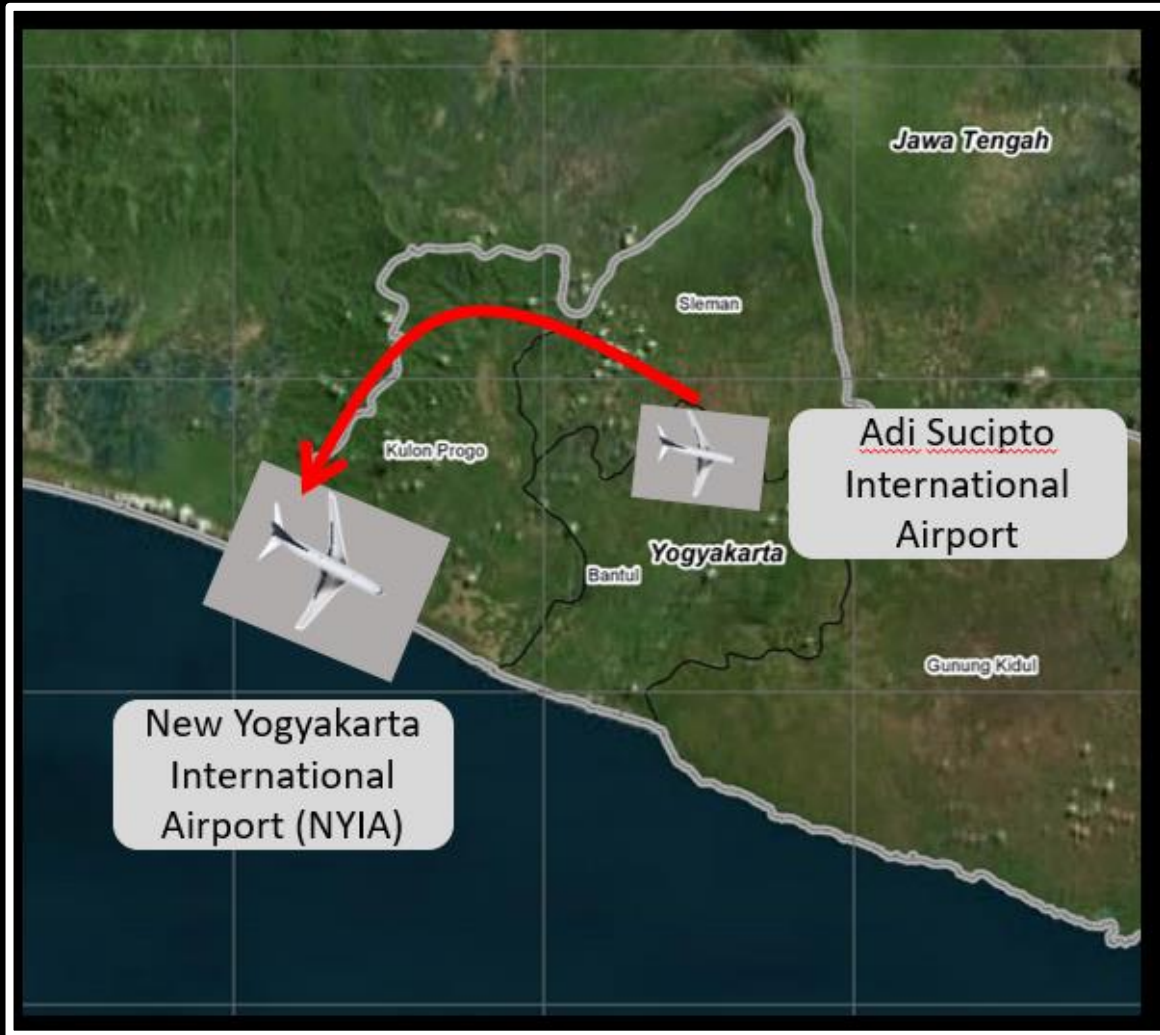 Jawa Tengah
Sleman
Adi Sucipto
International
Airport
Kulon Progo
Yogyakarta
Bantul
Gunung Kidul
New Yogyakarta
International
Airport (NYIA)